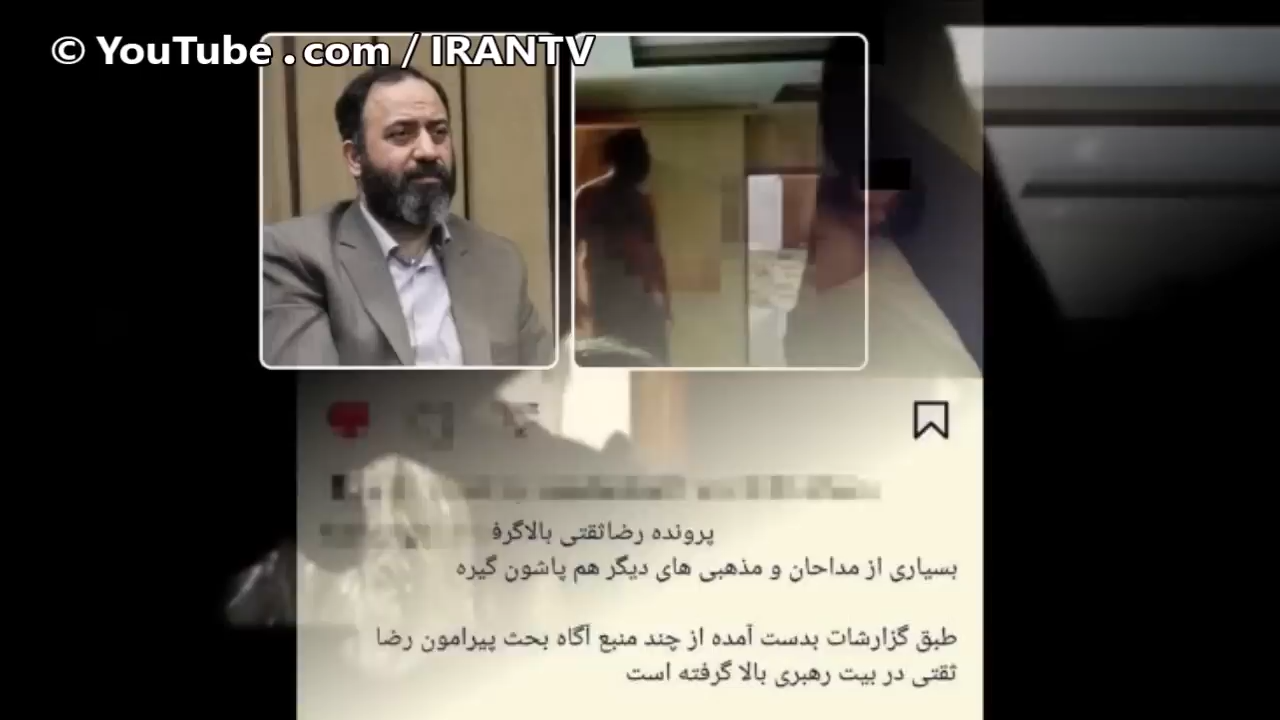 © YouTube . com / IRANTV
پرونده رضاثقتی بالاگرف
بسیاری از مداحان و مذهبی های دیگر هم پاشون گیره
طبق گزارشات بدست آمده از چند منبع آگاه بحث پیرامون رضا
ثقتی در بیت رهبری بالا گرفته است